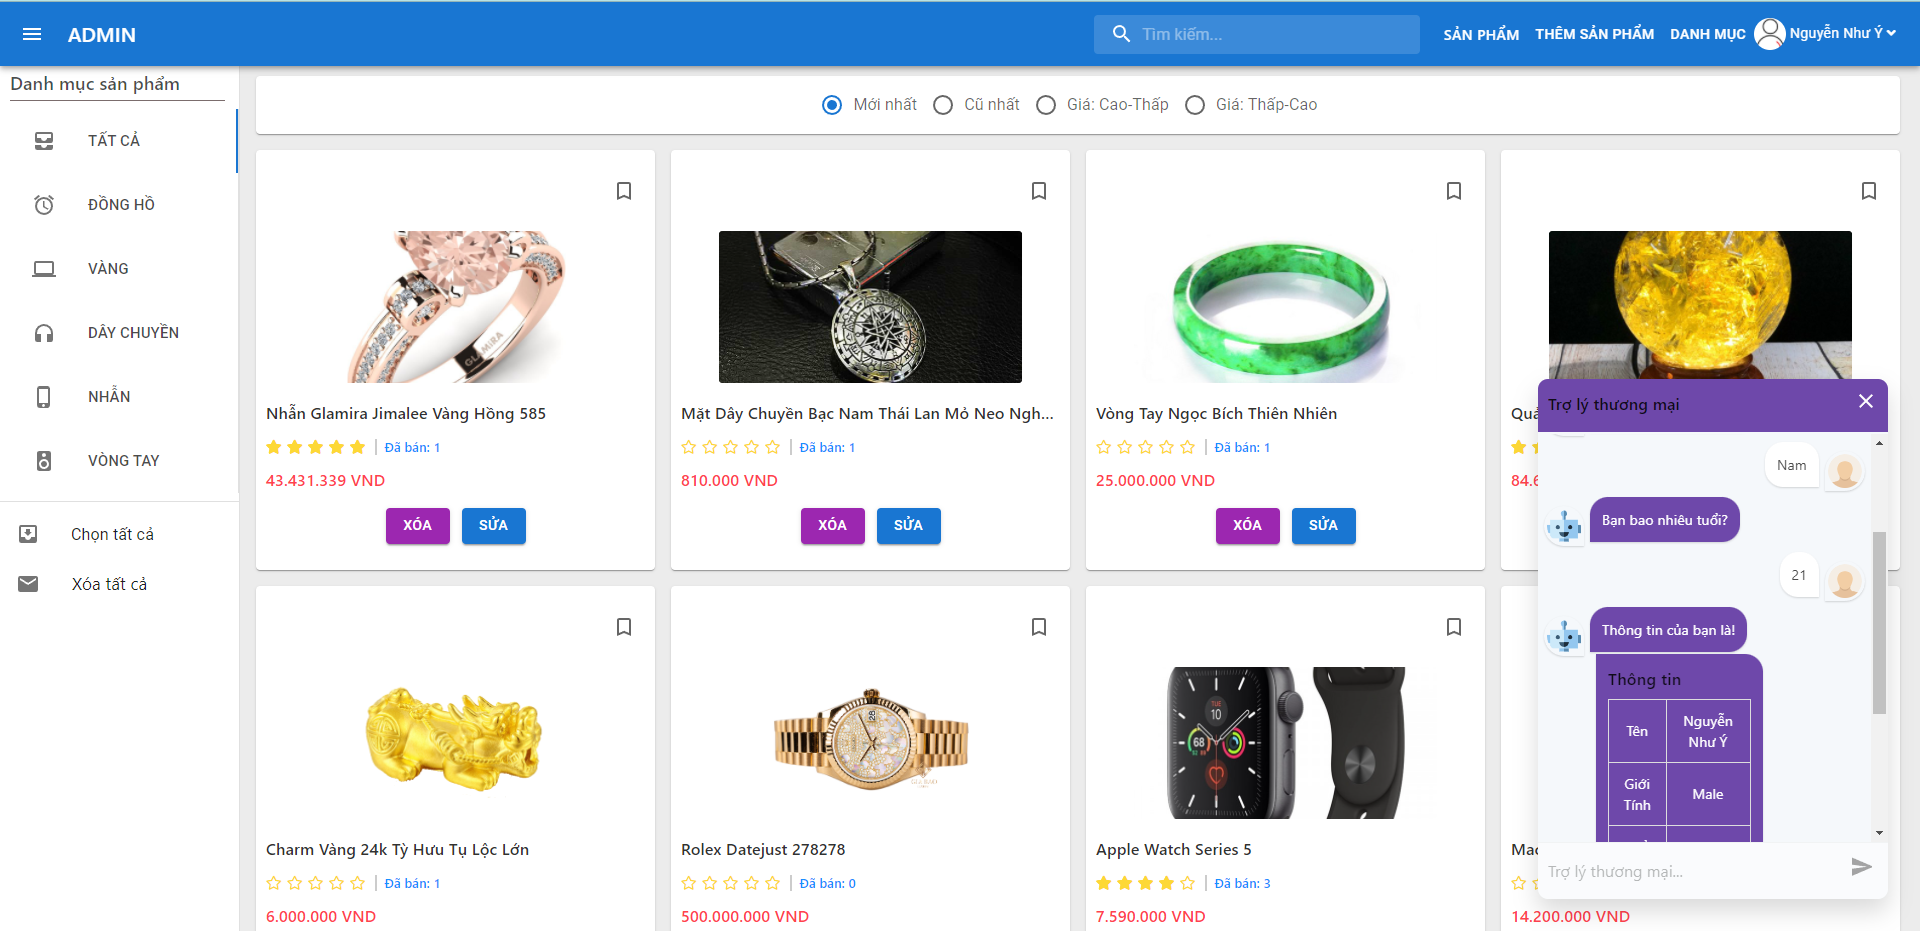 ADMIN
Tìm kiếm...
SẢN PHẨM
THÊM SẢN PHẨM
DANH MỤC
Nguyễn Như Ý
Danh mục sản phẩm
TẤT CẢ
ĐỒNG HỒ
VÀNG
DÂY CHUYỀN
NHẪN
VÒNG TAY
Chọn tất cả
Xóa tất cả
Mới nhất
Cũ nhất
Giá: Cao-Thấp
Giá: Thấp-Cao
GLAMIRA
Nhẫn Glamira Jimalee Vàng Hồng 585
Đã bán: 1
43.431.339 VND
XÓA
SỬA
Mặt Dây Chuyền Bạc Nam Thái Lan Mỏ Neo Ngh...
Đã bán: 1
810.000 VND
XÓA
SỬA
Vòng Tay Ngọc Bích Thiên Nhiên
Đã bán: 1
25.000.000 VND
XÓA
SỬA
84.6
Charm Vàng 24k Tỳ Hưu Tụ Lộc Lớn
Đã bán: 1
6.000.000 VND
28
Rolex Datejust 278278
Đã bán: 0
500.000.000 VND
TUE
10
68
Apple Watch Series 5
Đã bán: 3
7.590.000 VND
Mac
14.200.000 VND
Trợ lý thương mại
Nam
Bạn bao nhiêu tuổi?
21
Thông tin của bạn là!
Thông tin
Tên
Nguyễn
Như Ý
Giới
Tính
Male
Trợ lý thương mại...